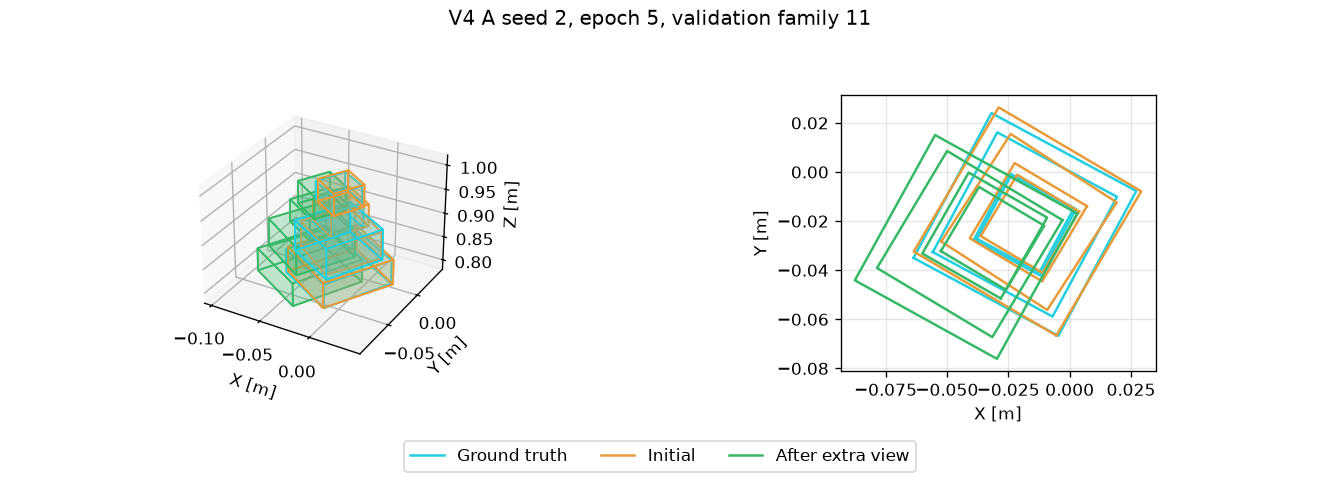 V4 A seed 2, epoch 5, validation family 11
1.00
0.95
0.90
0.85
0.80
Z [m]
−0.10
−0.05
0.00
X [m]
−0.05
0.00
Y [m]
0.02
0.00
−0.02
−0.04
−0.06
−0.08
Y [m]
−0.075 −0.050 −0.025 0.000 0.025
X [m]
Ground truth Initial After extra view